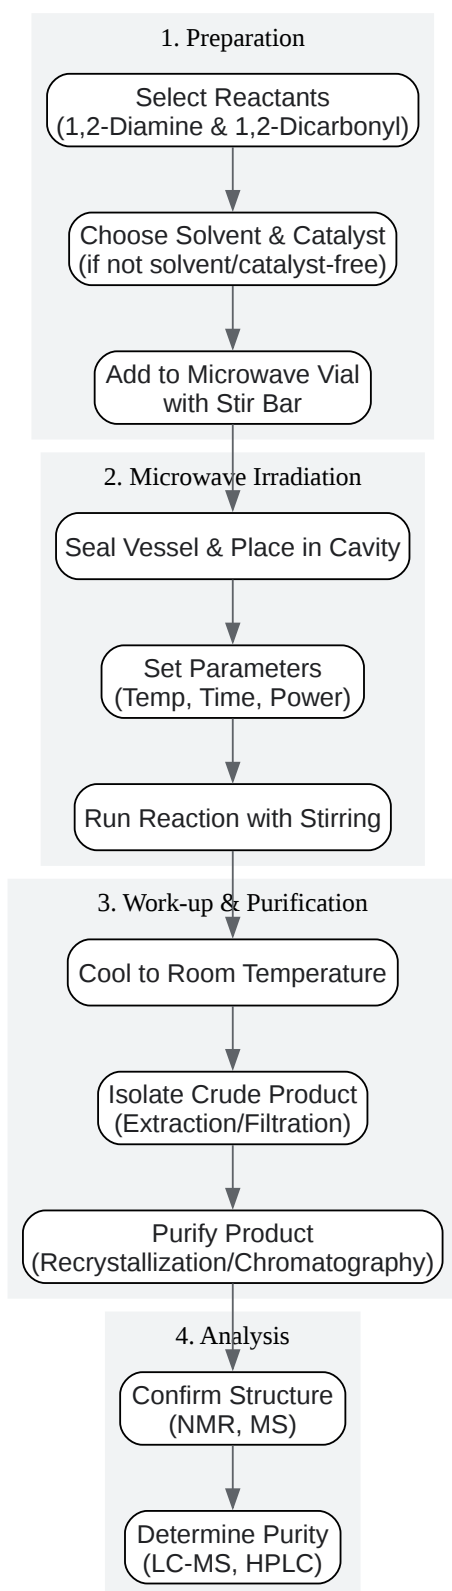 1. Preparation
Select Reactants
(1,2-Diamine & 1,2-Dicarbonyl)
Choose Solvent & Catalyst
(if not solvent/catalyst-free)
Add to Microwave Vial
with Stir Bar
2. Microwave Irradiation
Seal Vessel & Place in Cavity
Set Parameters
(Temp, Time, Power)
Run Reaction with Stirring
3. Work-up & Purification
Cool to Room Temperature
Isolate Crude Product
(Extraction/Filtration)
Purify Product
(Recrystallization/Chromatography)
4. Analysis
Confirm Structure
(NMR, MS)
Determine Purity
(LC-MS, HPLC)